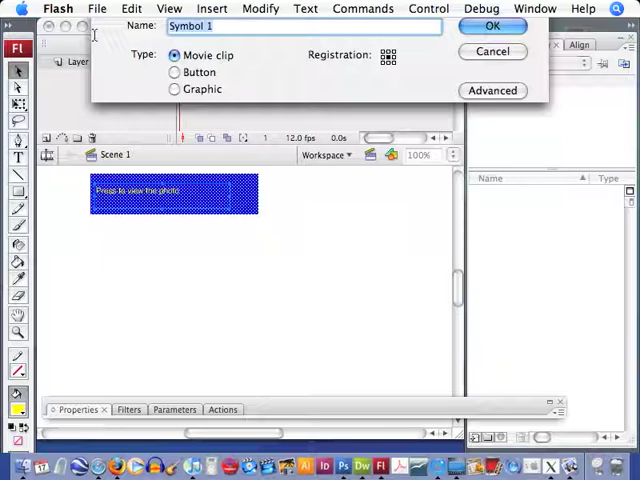 Flash File Edit View Insert Modify Text Commands Control Debug Window Help
Name: Symbol 1 OK
Type: Movie clip Registration: Cancel
Button
Graphic Advanced
Fl
Layer
Align
1 12.0 fps 0.0s
Scene 1 Workspace 100%
Name Type
Press to view the photo
Properties × Filters Parameters Actions